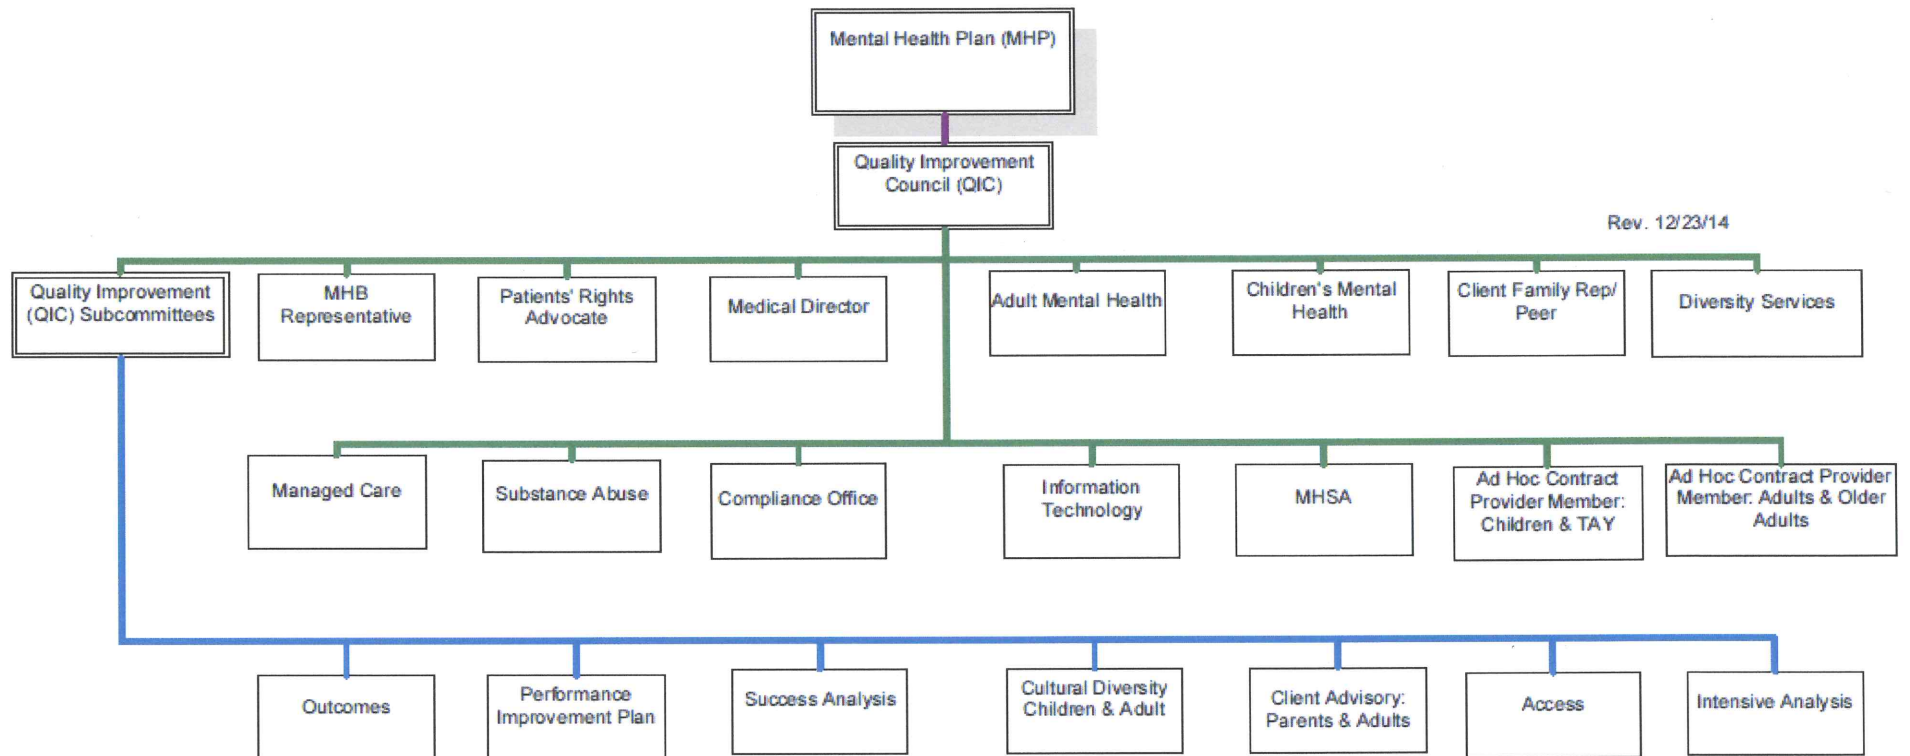 Mental Health Plan (MHP)
Quality Improvement
Council (QIC)
Rev. 12/23/14
Quality Improvement
(QIC) Subcommittees
MHB
Representative
Patients' Rights
Advocate
Medical Director
Adult Mental Health
Children's Mental
Health
Client Family Rep/
Peer
Diversity Services
Managed Care
Substance Abuse
Compliance Office
Information
Technology
MHSA
Ad Hoc Contract
Provider Member:
Children & TAY
Ad Hoc Contract Provider
Member: Adults & Older
Adults
Outcomes
Performance
Improvement Plan
Success Analysis
Cultural Diversity
Children & Adult
Client Advisory:
Parents & Adults
Access
Intensive Analysis